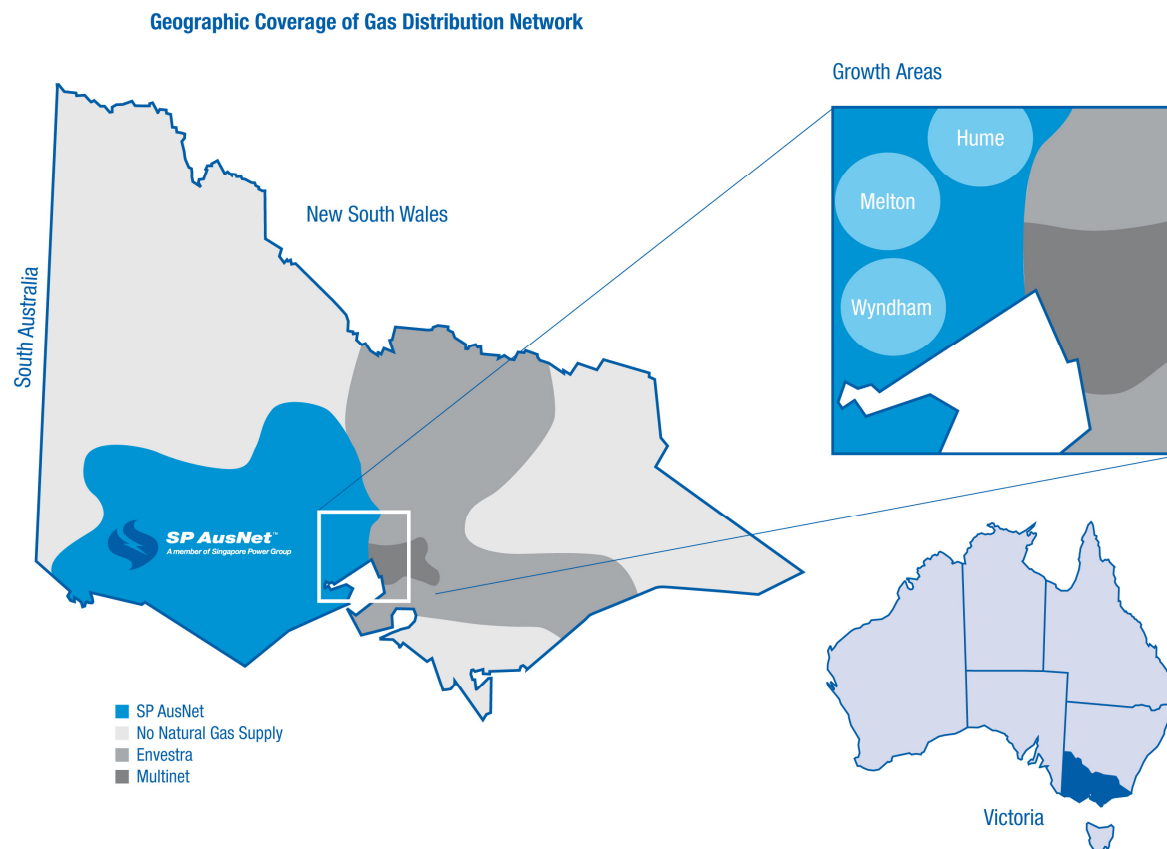 Geographic Coverage of Gas Distribution Network
Growth Areas
Hume
Melton
Wyndham
New South Wales
South Australia
SP AusNet™
A member of Singapore Power Group
SP AusNet
No Natural Gas Supply
Envestra
Multinet
Victoria